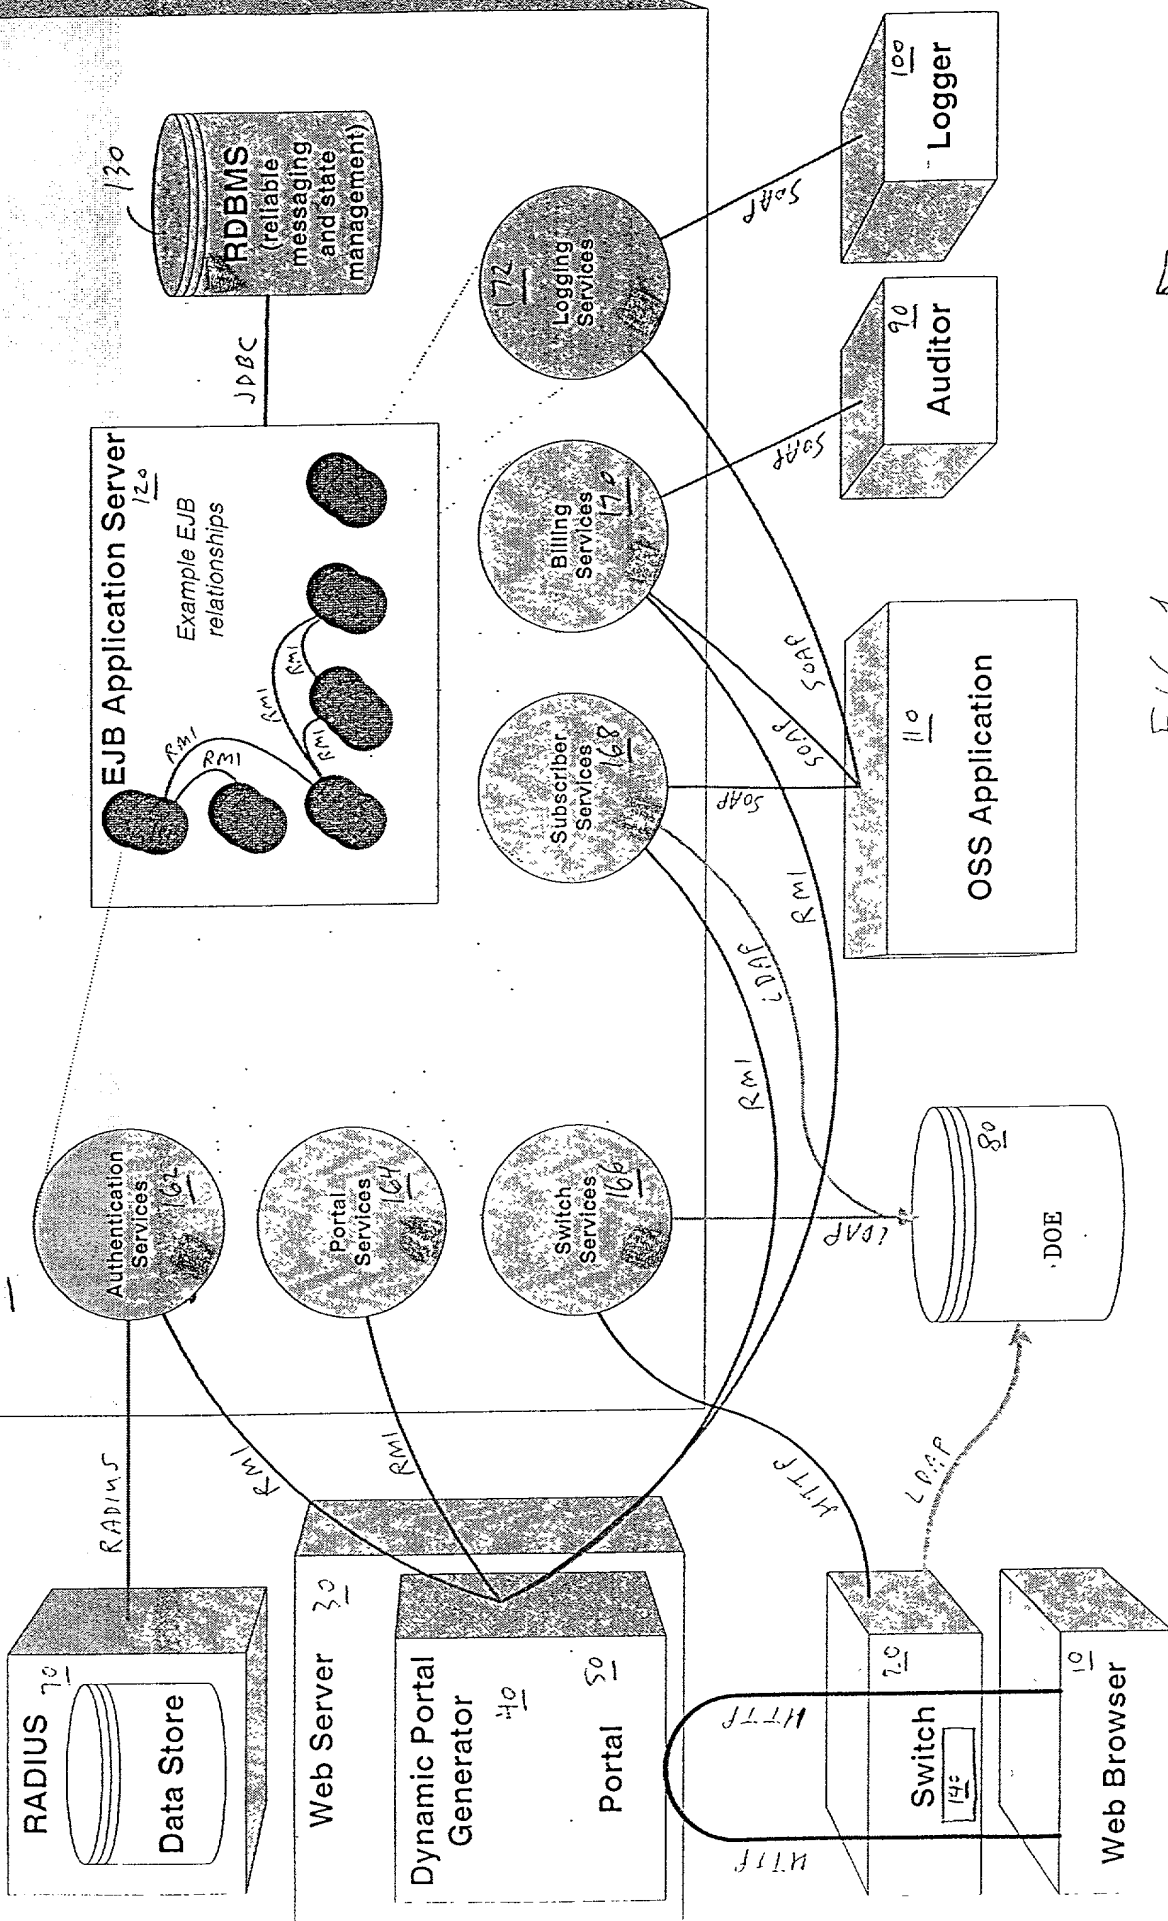 RADIUS
70
Data Store
RADIUS
Web Server
30
Dynamic Portal
Generator
40
50
Portal
RMI
RMI
HTTP
HTTP
HTTP
Switch
20
140
Web Browser
10
LDAP
Authentication
Services
162
Portal
Services
164
Switch
Services
166
LDAP
80
DOE
RMI
LDAP
RMI
EJB Application Server
120
Example EJB
relationships
RMI
RMI
RMI
RMI
RMI
JDBC
130
RDBMS
(reliable
messaging
and state
management)
Subscriber
Services
168
Billing
Services
170
Logging
Services
172
SOAP
SOAP
SOAP
SOAP
SOAP
110
OSS Application
90
Auditor
100
Logger